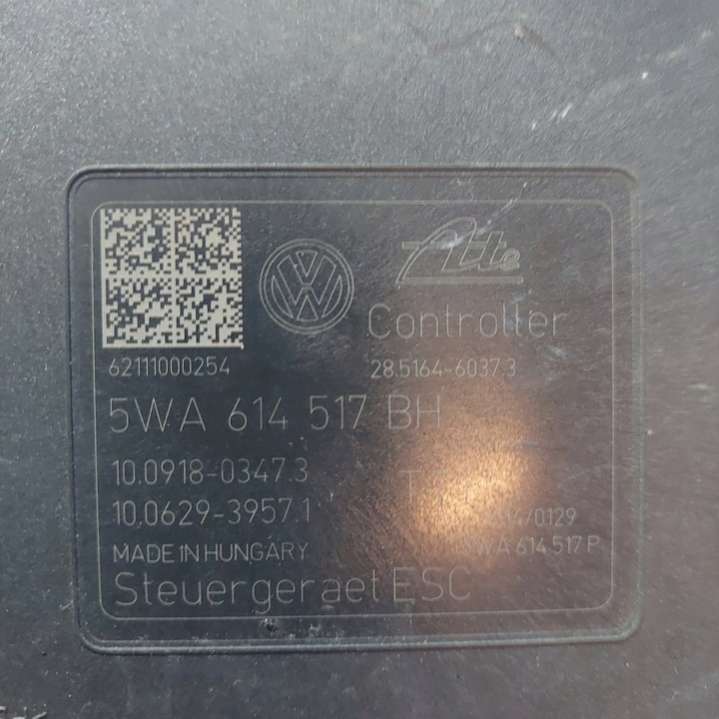 Ate
Controller
62111000254 28.5164-6037.3
5WA 614 517 BH
10.0918-0347.3
10.0629-3957.1
MADE IN HUNGARY 5WA 614 517 P
Steuergeraet ESC